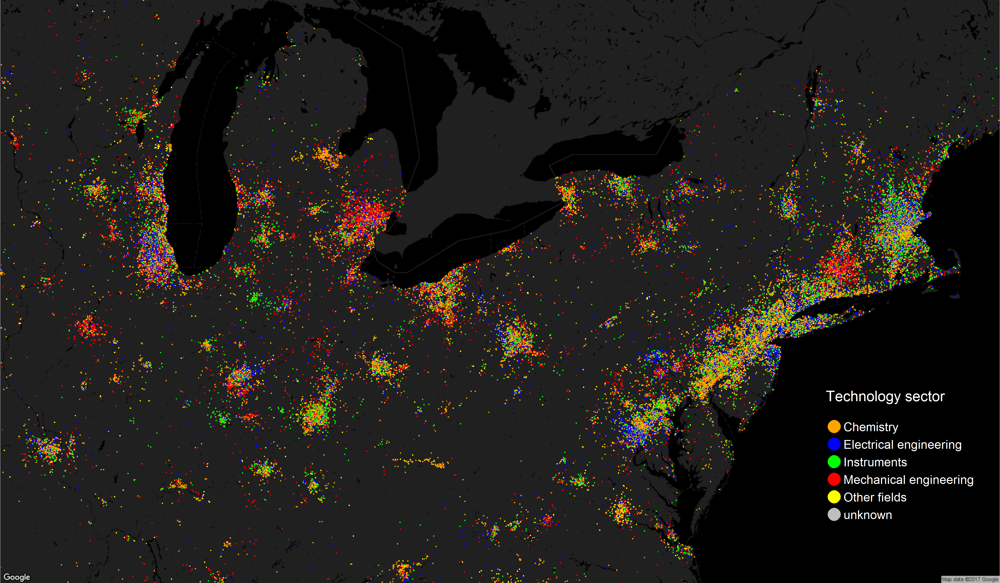 Technology sector
Chemistry
Electrical engineering
Instruments
Mechanical engineering
Other fields
unknown
Google
Map data ©2017 Google